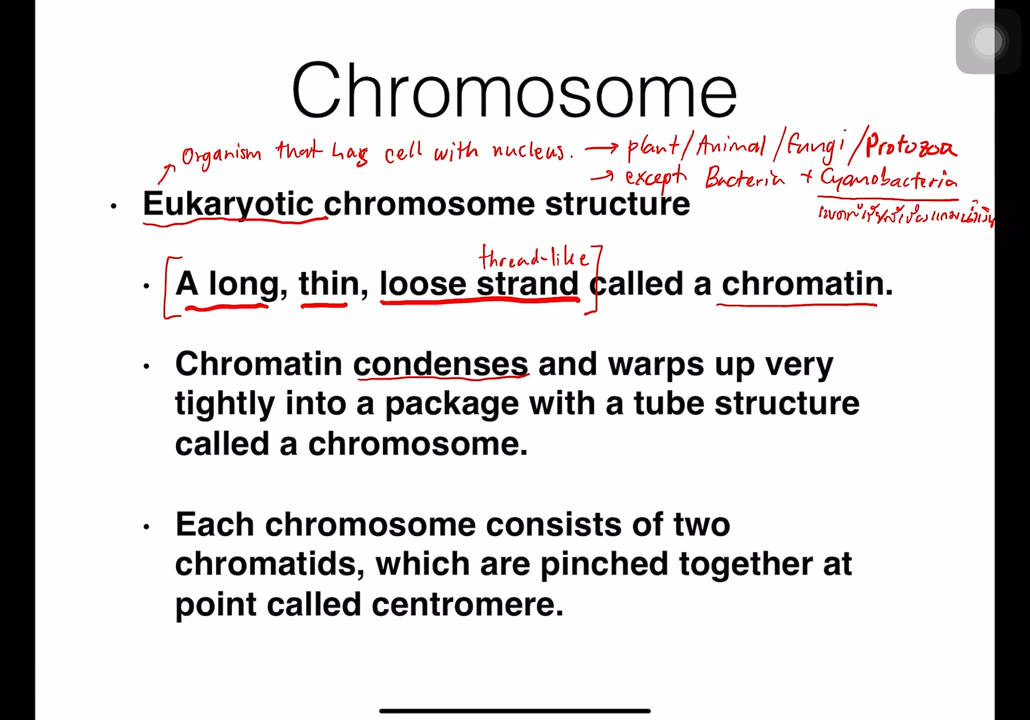 Chromosome
Organism that has cell with nucleus. → plant/Animal/Fungi/Protozoa
→ except Bacteria + Cyanobacteria
• Eukaryotic chromosome structure
thread-like
• [A long, thin, loose strand] called a chromatin.
• Chromatin condenses and warps up very
tightly into a package with a tube structure
called a chromosome.
• Each chromosome consists of two
chromatids, which are pinched together at
point called centromere.